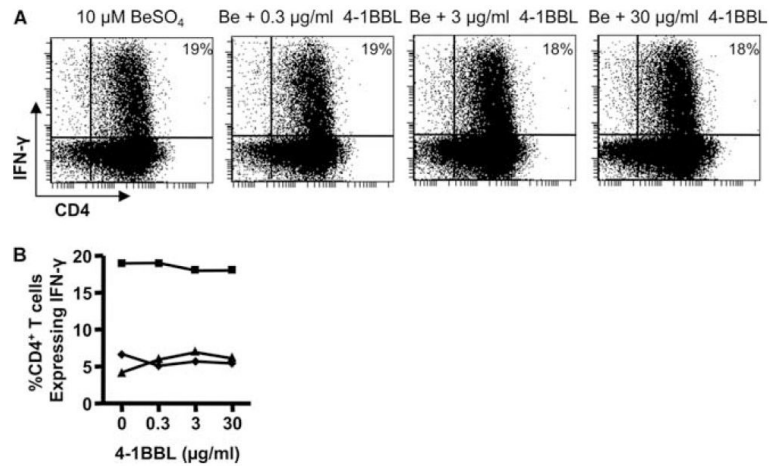 A
10 µM BeSO₄ Be + 0.3 µg/ml 4-1BBL Be + 3 µg/ml 4-1BBL Be + 30 µg/ml 4-1BBL
19% 19% 18% 18%
IFN-γ
CD4
B
%CD4⁺ T cells
Expressing IFN-γ
20
15
10
5
0
0 0.3 3 30
4-1BBL (µg/ml)